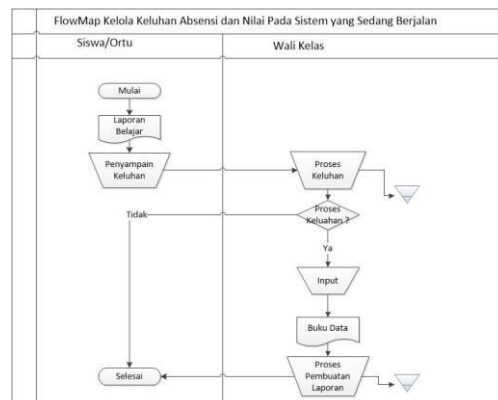 FlowMap Kelola Keluhan Absensi dan Nilai Pada Sistem yang Sedang Berjalan
Siswa/Ortu
Wali Kelas
Mulai
Laporan
Belajar
Penyampain
Keluhan
Proses
Keluhan
Proses
Keluahan ?
Tidak
Ya
Input
Buku Data
Proses
Pembuatan
Laporan
Selesai